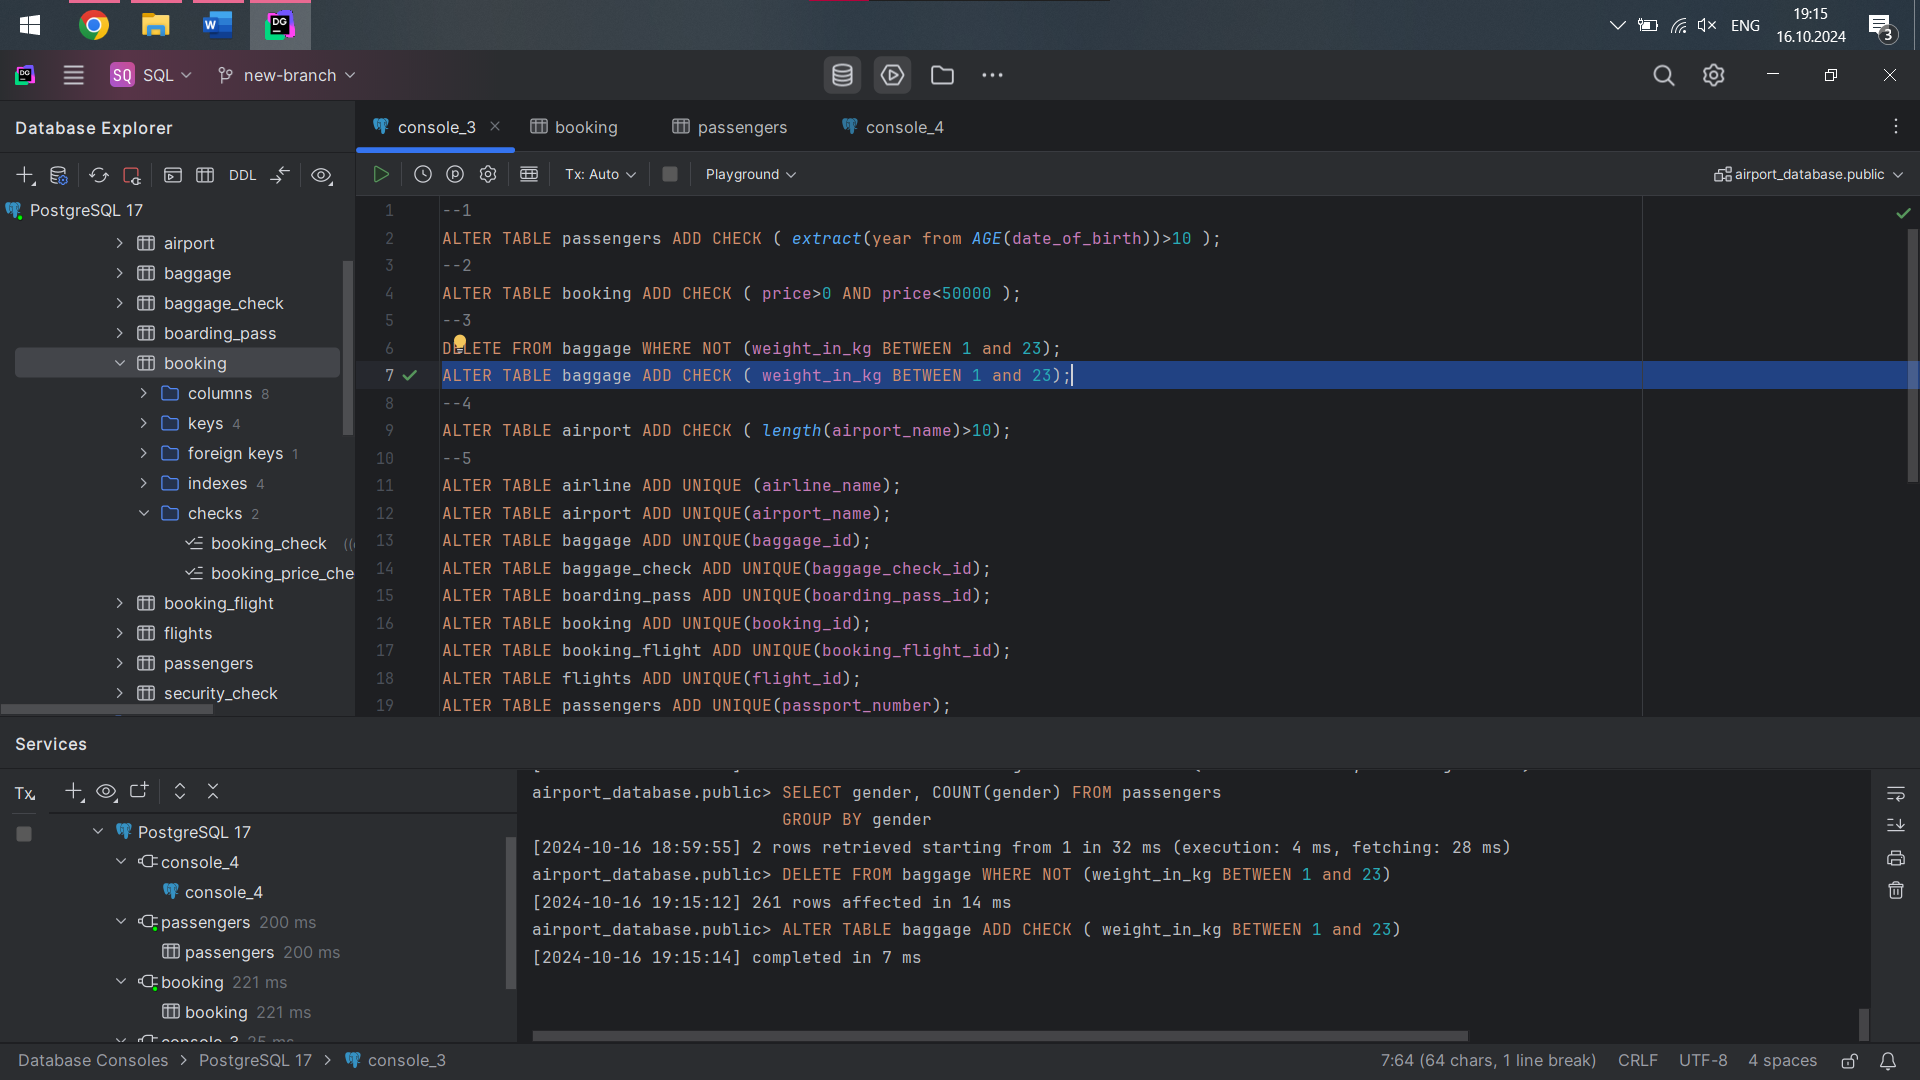 W
DG
ENG
19:15
16.10.2024
3
DG
SQ SQL
new-branch
Database Explorer
console_3
booking
passengers
console_4
DDL
Tx: Auto
Playground
airport_database.public
PostgreSQL 17
airport
baggage
baggage_check
boarding_pass
booking
columns 8
keys 4
foreign keys 1
indexes 4
checks 2
booking_check
booking_price_che
booking_flight
flights
passengers
security_check
1 --1
2 ALTER TABLE passengers ADD CHECK ( extract(year from AGE(date_of_birth))>10 );
3 --2
4 ALTER TABLE booking ADD CHECK ( price>0 AND price<50000 );
5 --3
6 DELETE FROM baggage WHERE NOT (weight_in_kg BETWEEN 1 and 23);
7 ALTER TABLE baggage ADD CHECK ( weight_in_kg BETWEEN 1 and 23);
8 --4
9 ALTER TABLE airport ADD CHECK ( length(airport_name)>10);
10 --5
11 ALTER TABLE airline ADD UNIQUE (airline_name);
12 ALTER TABLE airport ADD UNIQUE(airport_name);
13 ALTER TABLE baggage ADD UNIQUE(baggage_id);
14 ALTER TABLE baggage_check ADD UNIQUE(baggage_check_id);
15 ALTER TABLE boarding_pass ADD UNIQUE(boarding_pass_id);
16 ALTER TABLE booking ADD UNIQUE(booking_id);
17 ALTER TABLE booking_flight ADD UNIQUE(booking_flight_id);
18 ALTER TABLE flights ADD UNIQUE(flight_id);
19 ALTER TABLE passengers ADD UNIQUE(passport_number);
Services
Tx
PostgreSQL 17
console_4
console_4
passengers 200 ms
passengers 200 ms
booking 221 ms
booking 221 ms
console_3 25 ms
airport_database.public> SELECT gender, COUNT(gender) FROM passengers
GROUP BY gender
[2024-10-16 18:59:55] 2 rows retrieved starting from 1 in 32 ms (execution: 4 ms, fetching: 28 ms)
airport_database.public> DELETE FROM baggage WHERE NOT (weight_in_kg BETWEEN 1 and 23)
[2024-10-16 19:15:12] 261 rows affected in 14 ms
airport_database.public> ALTER TABLE baggage ADD CHECK ( weight_in_kg BETWEEN 1 and 23)
[2024-10-16 19:15:14] completed in 7 ms
Database Consoles > PostgreSQL 17 > console_3
7:64 (64 chars, 1 line break)
CRLF
UTF-8
4 spaces